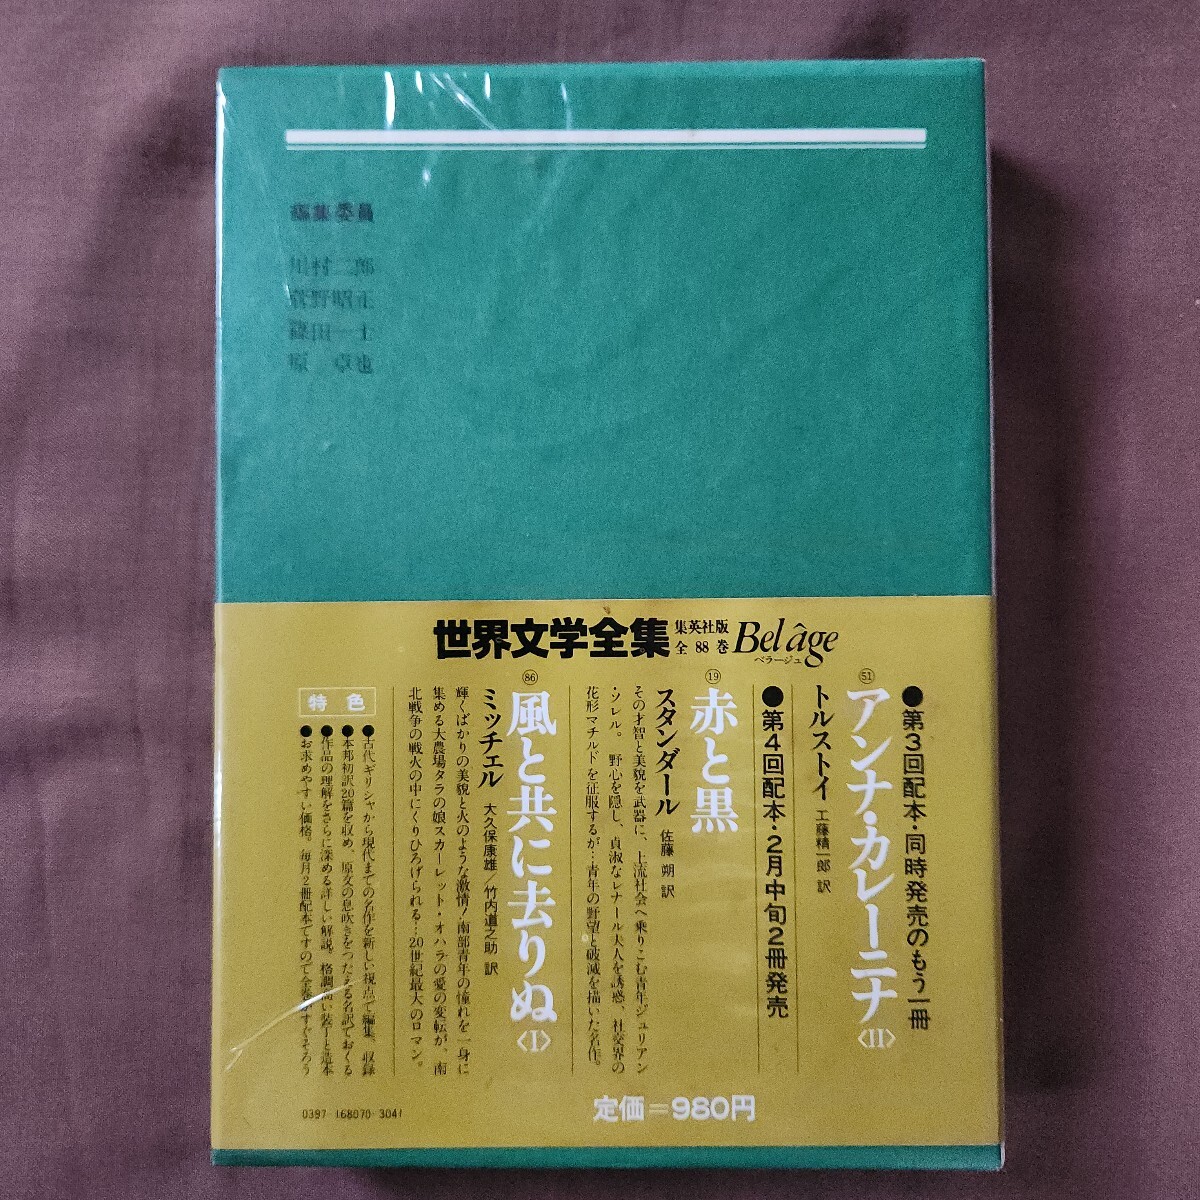 編集委員
川村二郎
菅野昭正
篠田一士
原 卓也
世界文学全集
集英社版
全88巻
Bel âge
ベラージュ
●第3回配本・同時発売のもう一冊
51
アンナ・カレーニナ〈II〉
トルストイ 工藤精一郎 訳
●第4回配本・2月中旬2冊発売
19
赤と黒
スタンダール 佐藤 朔 訳
その才智と美貌を武器に、上流社会へ乗りこむ青年ジュリアン
・ソレル。野心を隠し、貞淑なレナール夫人を誘惑、社交界の
花形マチルドを征服するが…青年の野望と破滅を描いた名作。
86
風と共に去りぬ〈I〉
ミッチェル 大久保康雄／竹内道之助 訳
輝くばかりの美貌と火のような激情！南部青年の憧れを一身に
集める大農場タラの娘スカーレット・オハラの愛の変転が、南
北戦争の戦火の中にくりひろげられる…20世紀最大のロマン。
特色
●古代ギリシャから現代までの名作を新しい視点で編集、収録
●本邦初訳20篇を収め、原文の息吹きをつたえる名訳でおくる
●作品の理解をさらに深める詳しい解説。格調高い装丁と造本
●お求めやすい価格。毎月2冊配本ですので全巻がすぐそろう
0397-168070-3041
定価=980円